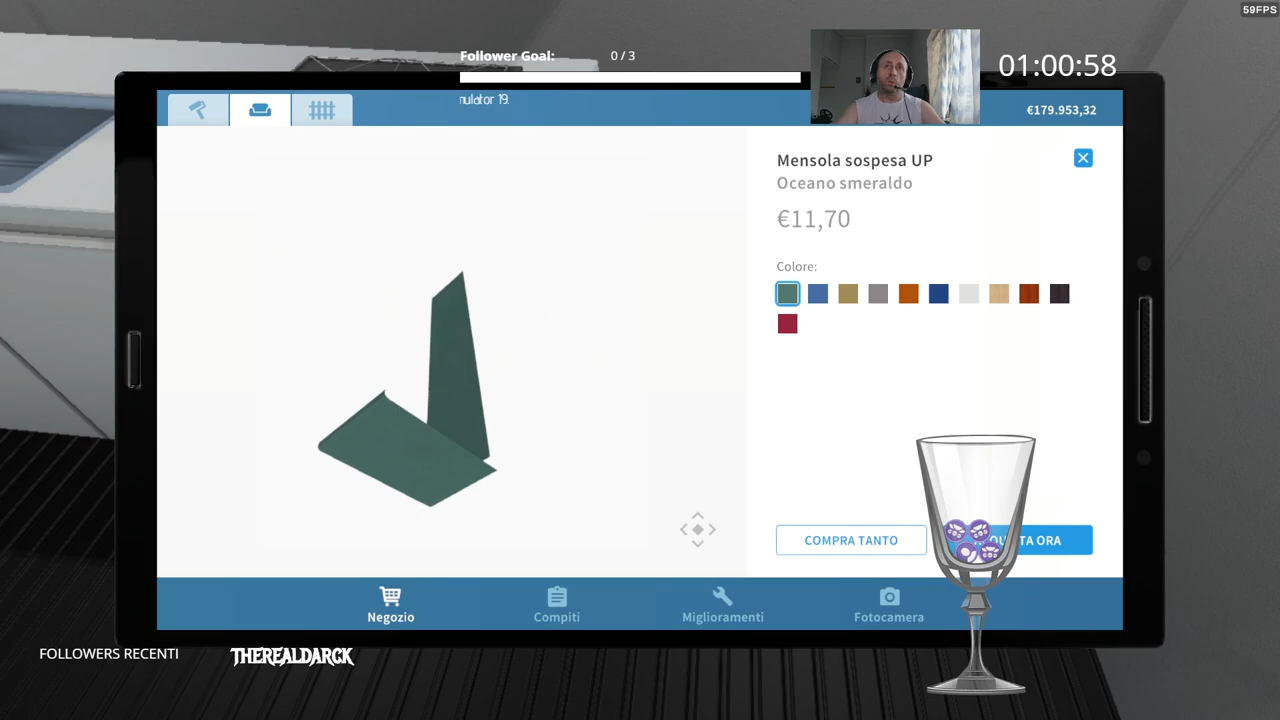 59FPS
Follower Goal: 0 / 3
01:00:58
nulator 19.
€179.953,32
Mensola sospesa UP
Oceano smeraldo
€11,70
Colore:
COMPRA TANTO
ORA
Negozio
Compiti
Miglioramenti
Fotocamera
FOLLOWERS RECENTI
THEREALDARCK